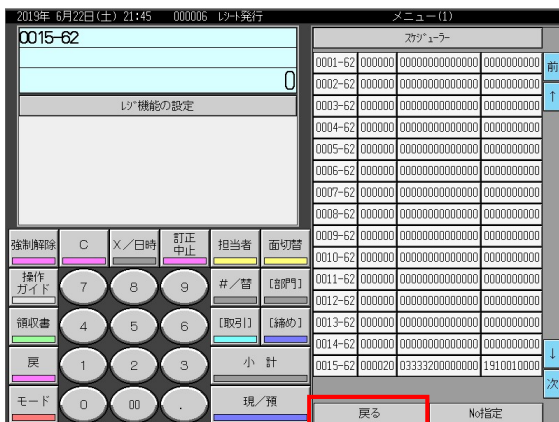 2019年 6月22日(土) 21:45 000006 レシート発行 メニュー(1)
0015-62
0
レジ機能の設定
スケジューラー
0001-62 000000 00000000000000 0000000000
0002-62 000000 00000000000000 0000000000
0003-62 000000 00000000000000 0000000000
0004-62 000000 00000000000000 0000000000
0005-62 000000 00000000000000 0000000000
0006-62 000000 00000000000000 0000000000
0007-62 000000 00000000000000 0000000000
0008-62 000000 00000000000000 0000000000
0009-62 000000 00000000000000 0000000000
0010-62 000000 00000000000000 0000000000
0011-62 000000 00000000000000 0000000000
0012-62 000000 00000000000000 0000000000
0013-62 000000 00000000000000 0000000000
0014-62 000000 00000000000000 0000000000
0015-62 000020 03333200000000 1910010000
前
↑
↓
次
強制解除 C X/日時 訂正
中止 担当者 面切替
操作
ガイド 7 8 9 #/替 [部門]
領収書 4 5 6 [取引] [締め]
戻 1 2 3 小 計
モード 0 00 . 現/預
戻る No指定